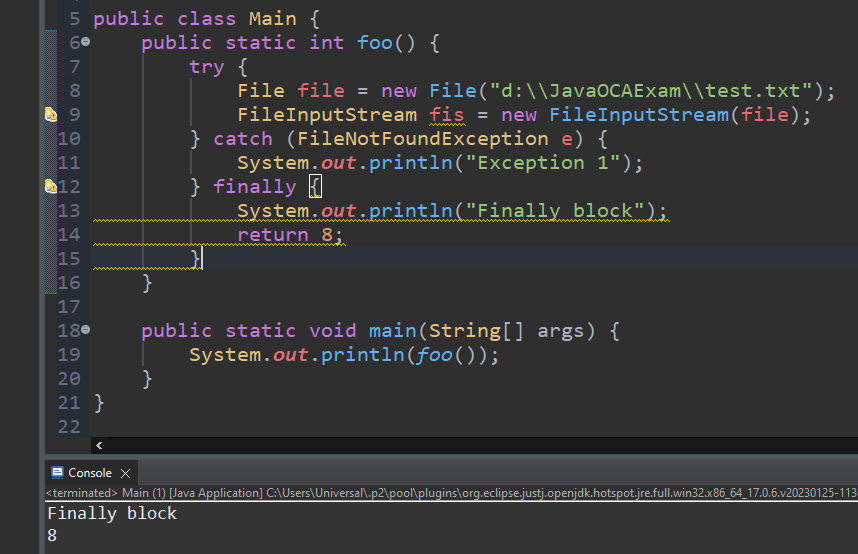 5 public class Main {
6 public static int foo() {
7 try {
8 File file = new File("d:\\JavaOCAExam\\test.txt");
9 FileInputStream fis = new FileInputStream(file);
10 } catch (FileNotFoundException e) {
11 System.out.println("Exception 1");
12 } finally {
13 System.out.println("Finally block");
14 return 8;
15 }
16 }
17
18 public static void main(String[] args) {
19 System.out.println(foo());
20 }
21 }
22
Console
<terminated> Main (1) [Java Application] C:\Users\Universal\.p2\pool\plugins\org.eclipse.justj.openjdk.hotspot.jre.full.win32.x86_64_17.0.6.v20230125-113
Finally block
8